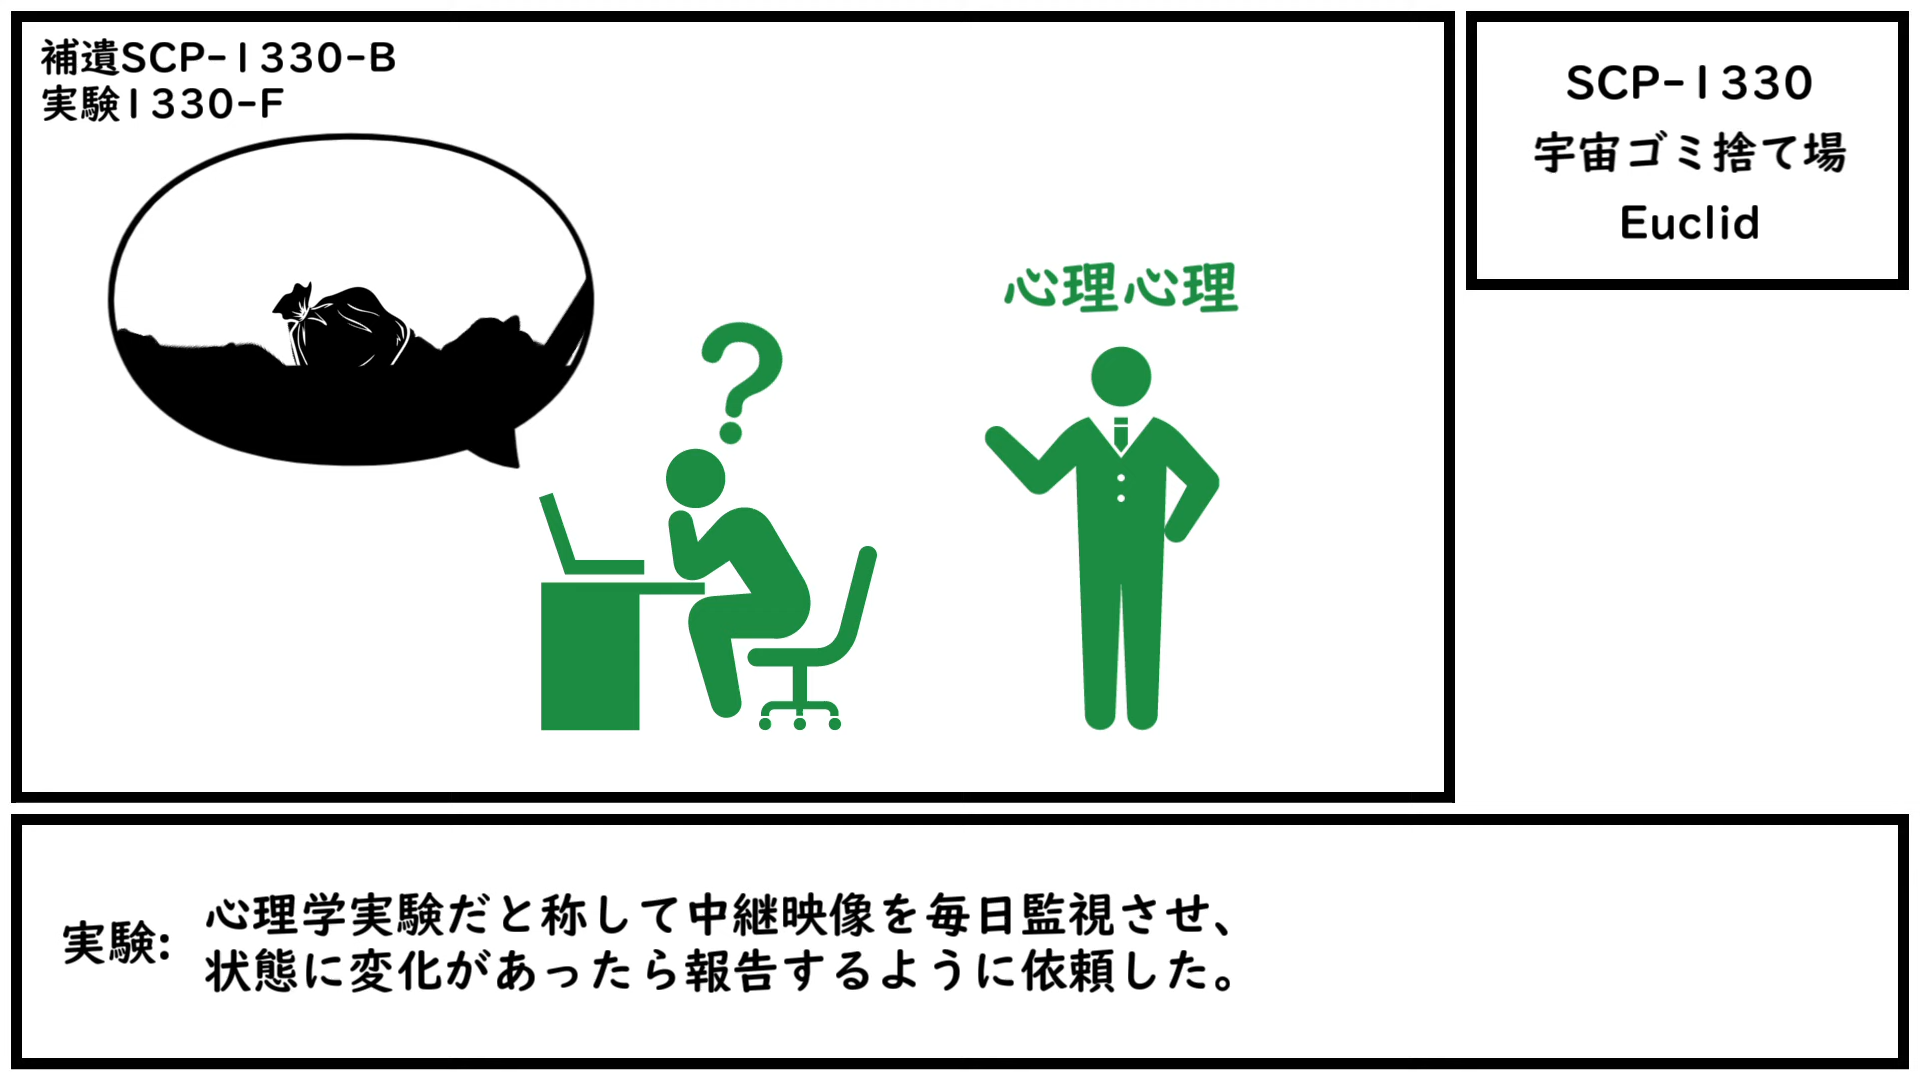 補遺SCP-1330-B
実験1330-F
SCP-1330
宇宙ゴミ捨て場
Euclid
心理心理
?
実験:
心理学実験だと称して中継映像を毎日監視させ、
状態に変化があったら報告するように依頼した。